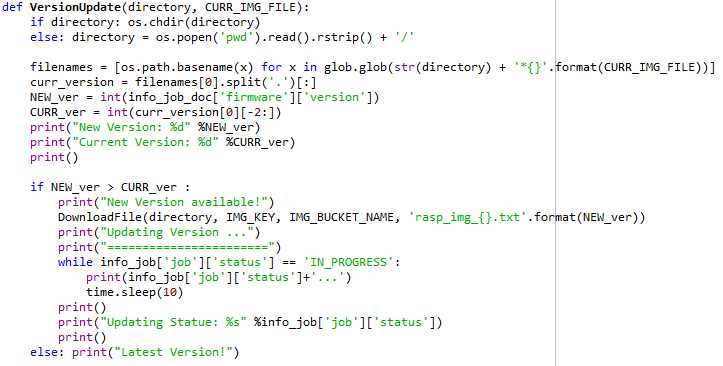 def VersionUpdate(directory, CURR_IMG_FILE):
    if directory: os.chdir(directory)
    else: directory = os.popen('pwd').read().rstrip() + '/'

    filenames = [os.path.basename(x) for x in glob.glob(str(directory) + '*{}'.format(CURR_IMG_FILE))]
    curr_version = filenames[0].split('.')[:]
    NEW_ver = int(info_job_doc['firmware']['version'])
    CURR_ver = int(curr_version[0][-2:])
    print("New Version: %d" %NEW_ver)
    print("Current Version: %d" %CURR_ver)
    print()

    if NEW_ver > CURR_ver :
        print("New Version available!")
        DownloadFile(directory, IMG_KEY, IMG_BUCKET_NAME, 'rasp_img_{}.txt'.format(NEW_ver))
        print("Updating Version ...")
        print("=======================")
        while info_job['job']['status'] == 'IN_PROGRESS':
            print(info_job['job']['status']+'...')
            time.sleep(10)
        print()
        print("Updating Statue: %s" %info_job['job']['status'])
        print()
    else: print("Latest Version!")